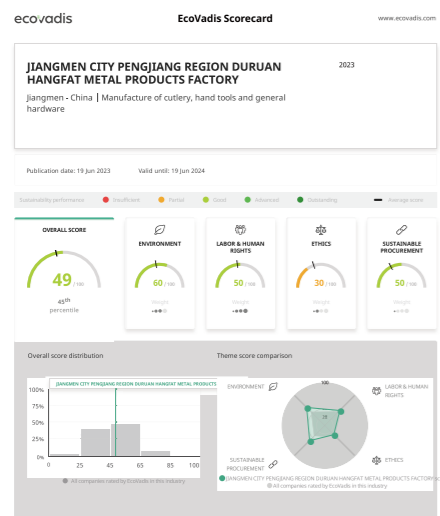 ecovadis
EcoVadis Scorecard
www.ecovadis.com
JIANGMEN CITY PENGJIANG REGION DURUAN
HANGFAT METAL PRODUCTS FACTORY
2023
Jiangmen - China | Manufacture of cutlery, hand tools and general
hardware
Publication date: 19 Jun 2023
Valid until: 19 Jun 2024
Sustainability performance
Insufficient
Partial
Good
Advanced
Outstanding
Average score
OVERALL SCORE
49 / 100
45th
percentile
ENVIRONMENT
60 / 100
Weight
LABOR & HUMAN
RIGHTS
50 / 100
Weight
ETHICS
30 / 100
Weight
SUSTAINABLE
PROCUREMENT
50 / 100
Weight
Overall score distribution
JIANGMEN CITY PENGJIANG REGION DURUAN HANGFAT METAL PRODUCTS
100%
75%
50%
25%
0%
0 25 45 65 85 100
All companies rated by EcoVadis in this industry
Theme score comparison
100
ENVIRONMENT
LABOR & HUMAN
RIGHTS
SUSTAINABLE
PROCUREMENT
ETHICS
JIANGMEN CITY PENGJIANG REGION DURUAN HANGFAT METAL PRODUCTS FACTORY
All companies rated by EcoVadis in this industry